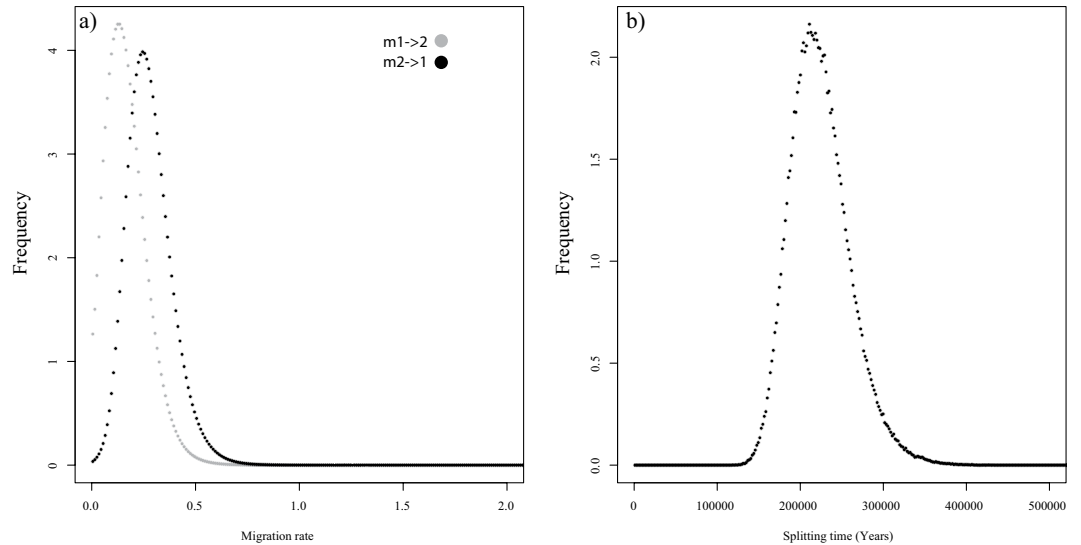 a)
m1->2
m2->1
Frequency
4
3
2
1
0
0.0 0.5 1.0 1.5 2.0
Migration rate
b)
Frequency
2.0
1.5
1.0
0.5
0.0
0 100000 200000 300000 400000 500000
Splitting time (Years)